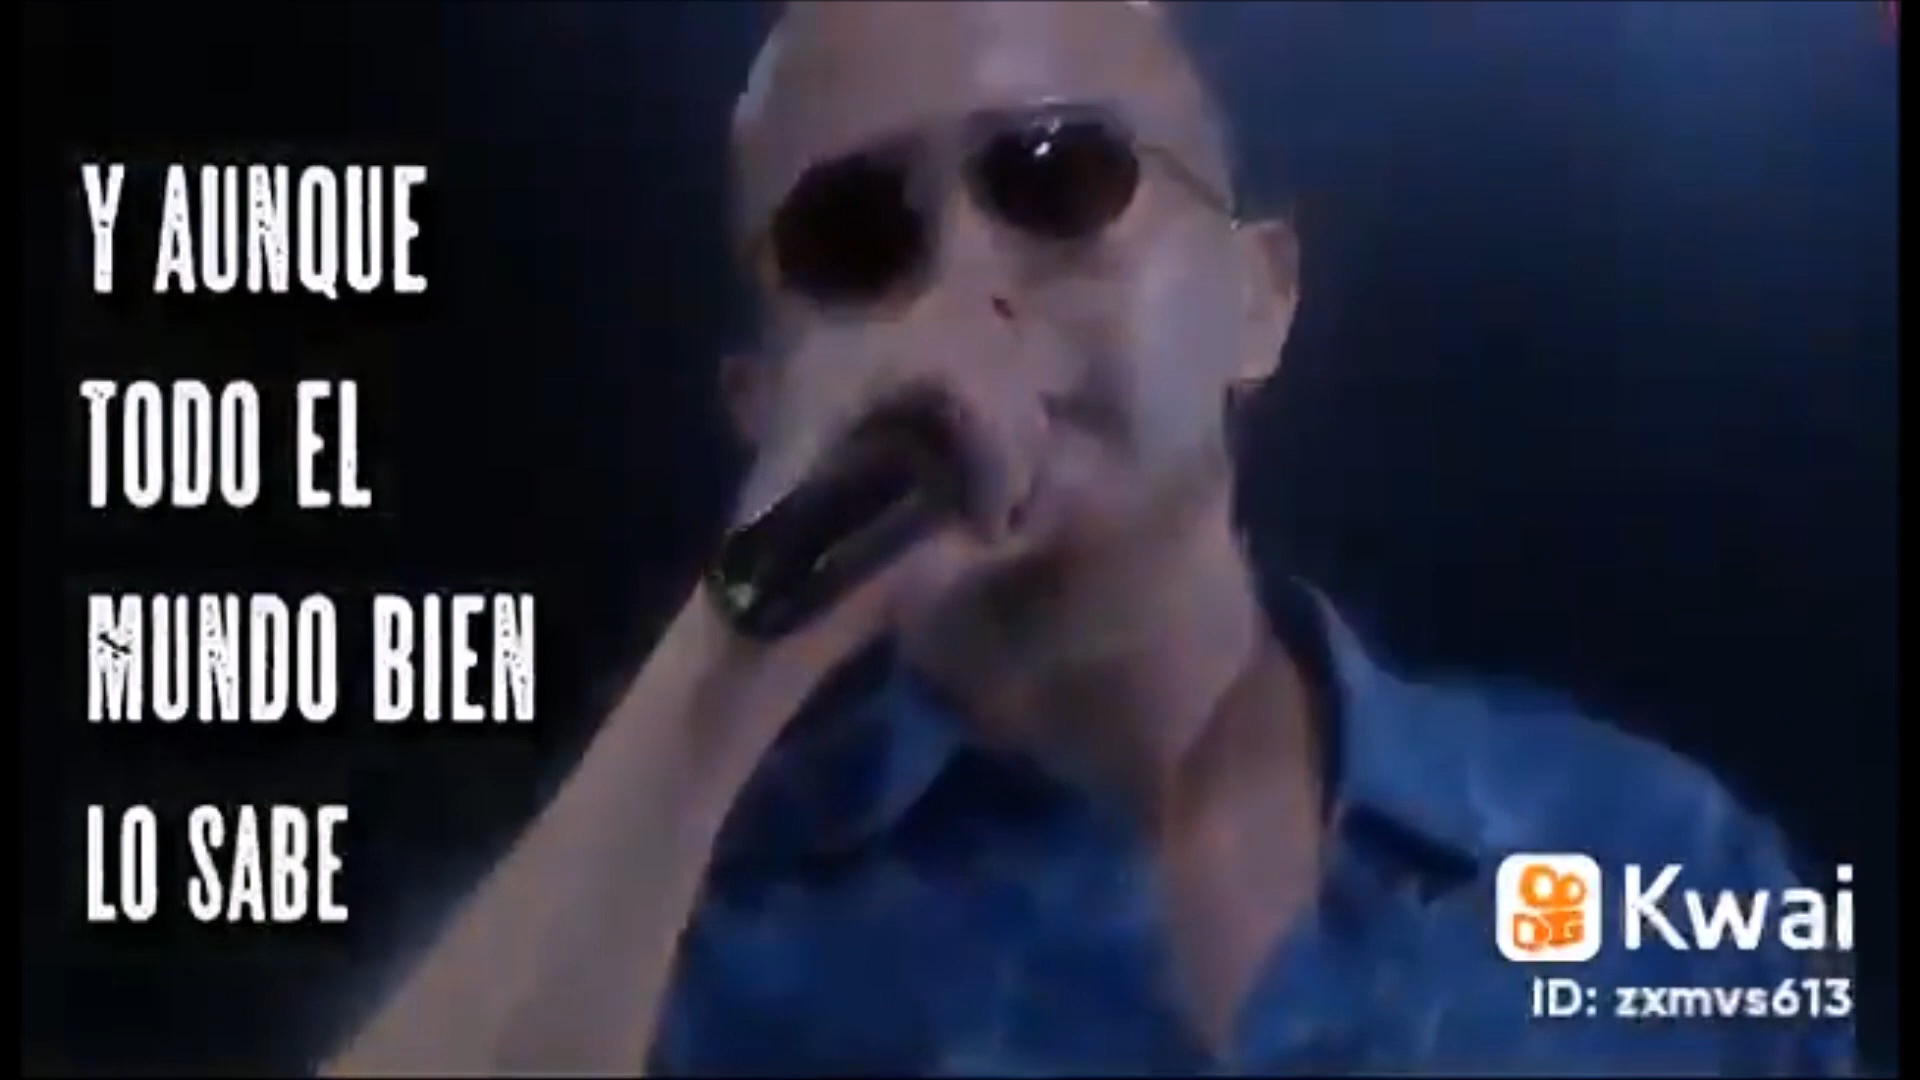 Y AUNQUE
TODO EL
MUNDO BIEN
LO SABE
Kwai
ID: zxmvs613